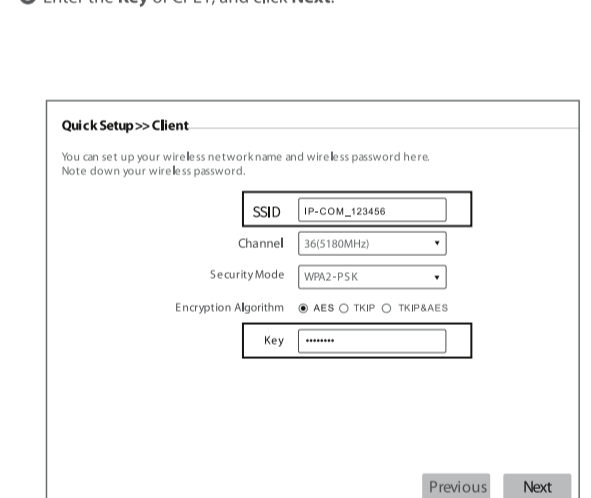 Enter the Key of CPE1, and click Next.
Quick Setup>>Client
You can set up your wireless network name and wireless password here.
Note down your wireless password.
SSID IP-COM_123456
Channel 36(5180MHz)
Security Mode WPA2-PSK
Encryption Algorithm AES TKIP TKIP&AES
Key ••••••••
Previous Next